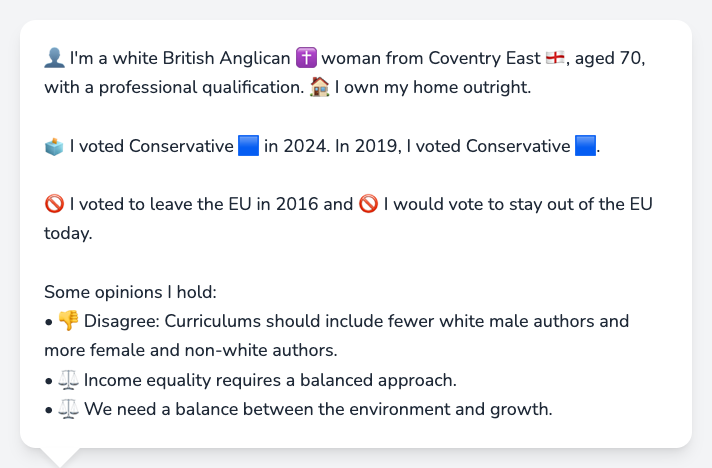 👤 I'm a white British Anglican ✝️ woman from Coventry East 🏴󠁧󠁢󠁥󠁮󠁧󠁿, aged 70,
with a professional qualification. 🏠 I own my home outright.
🗳️ I voted Conservative 🟦 in 2024. In 2019, I voted Conservative 🟦.
🚫 I voted to leave the EU in 2016 and 🚫 I would vote to stay out of the EU
today.
Some opinions I hold:
• 👎 Disagree: Curriculums should include fewer white male authors and
more female and non-white authors.
• ⚖️ Income equality requires a balanced approach.
• ⚖️ We need a balance between the environment and growth.